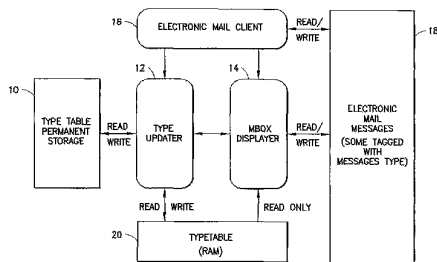 16
ELECTRONIC MAIL CLIENT
READ/
WRITE
18
10
TYPE TABLE
PERMANENT
STORAGE
READ
WRITE
12
TYPE
UPDATER
14
MBOX
DISPLAYER
READ/
WRITE
ELECTRONIC
MAIL
MESSAGES
(SOME TAGGED
WITH
MESSAGES TYPE)
READ
WRITE
READ ONLY
20
TYPETABLE
(RAM)